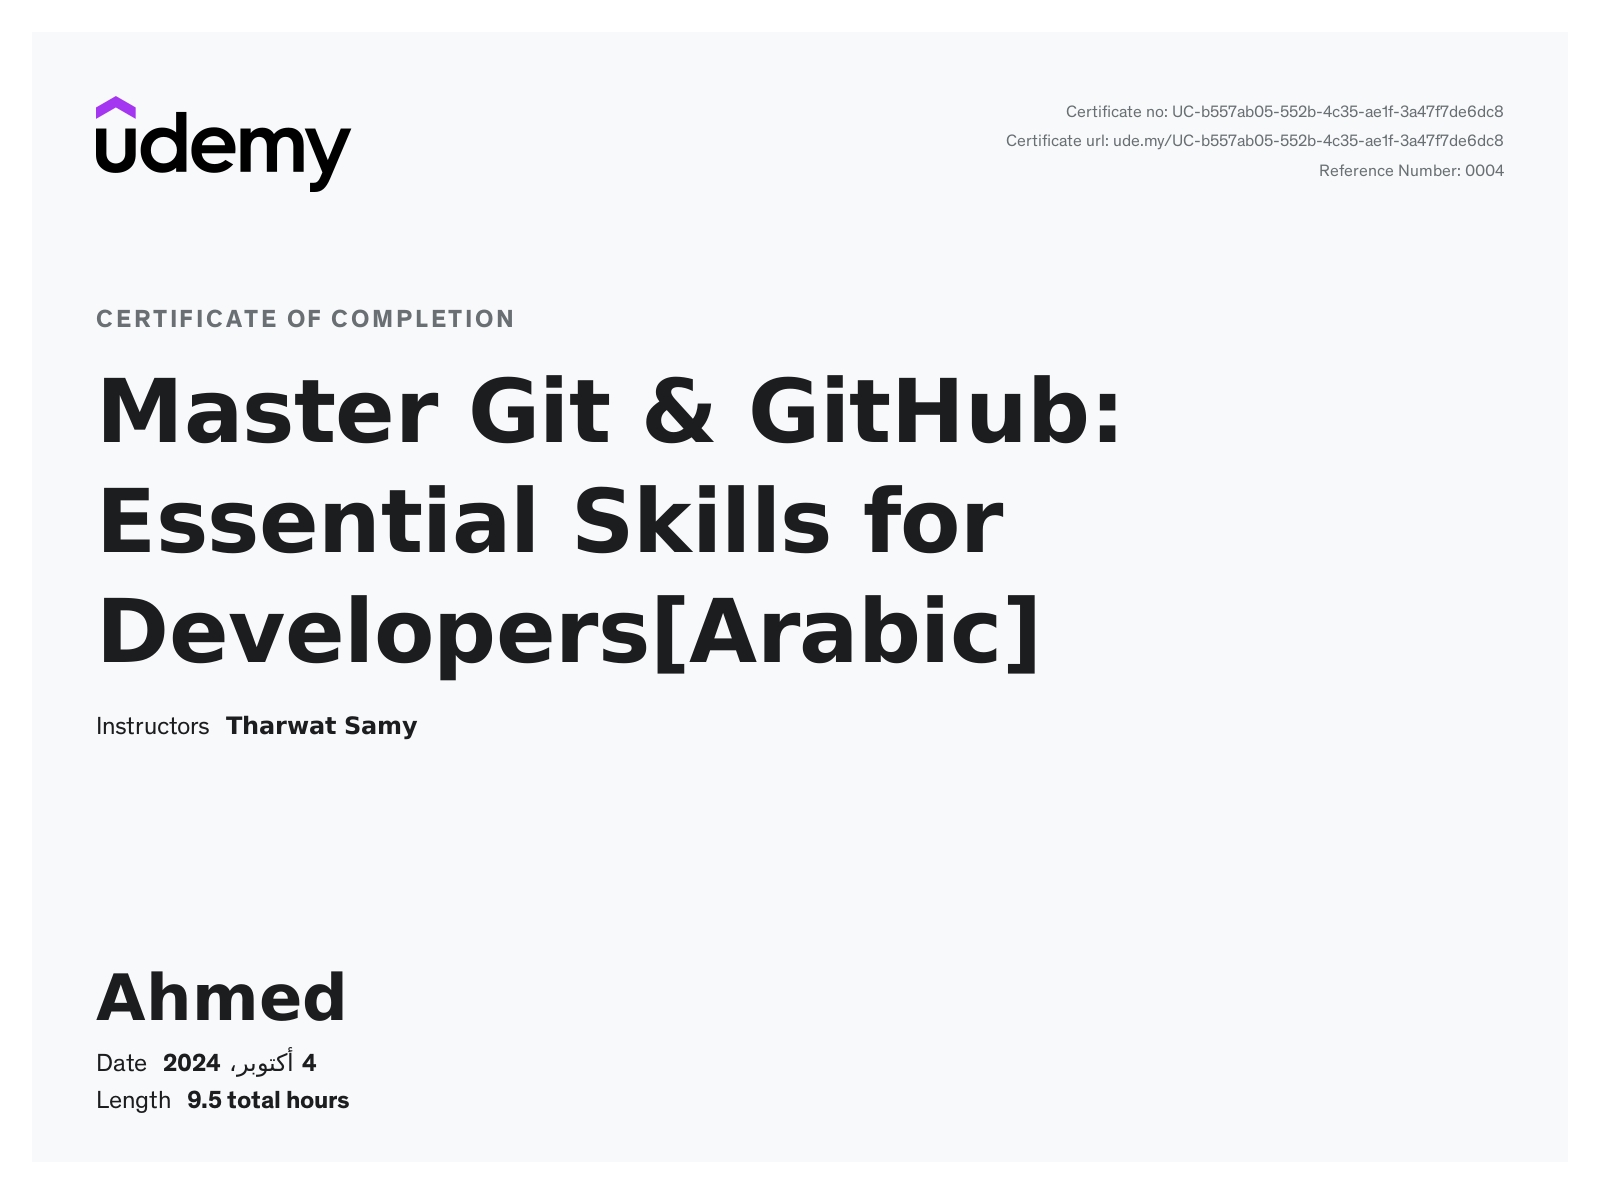 udemy
Certificate no: UC-b557ab05-552b-4c35-ae1f-3a47f7de6dc8
Certificate url: ude.my/UC-b557ab05-552b-4c35-ae1f-3a47f7de6dc8
Reference Number: 0004
CERTIFICATE OF COMPLETION
Master Git & GitHub:
Essential Skills for
Developers[Arabic]
Instructors Tharwat Samy
Ahmed
Date 4 أكتوبر، 2024
Length 9.5 total hours